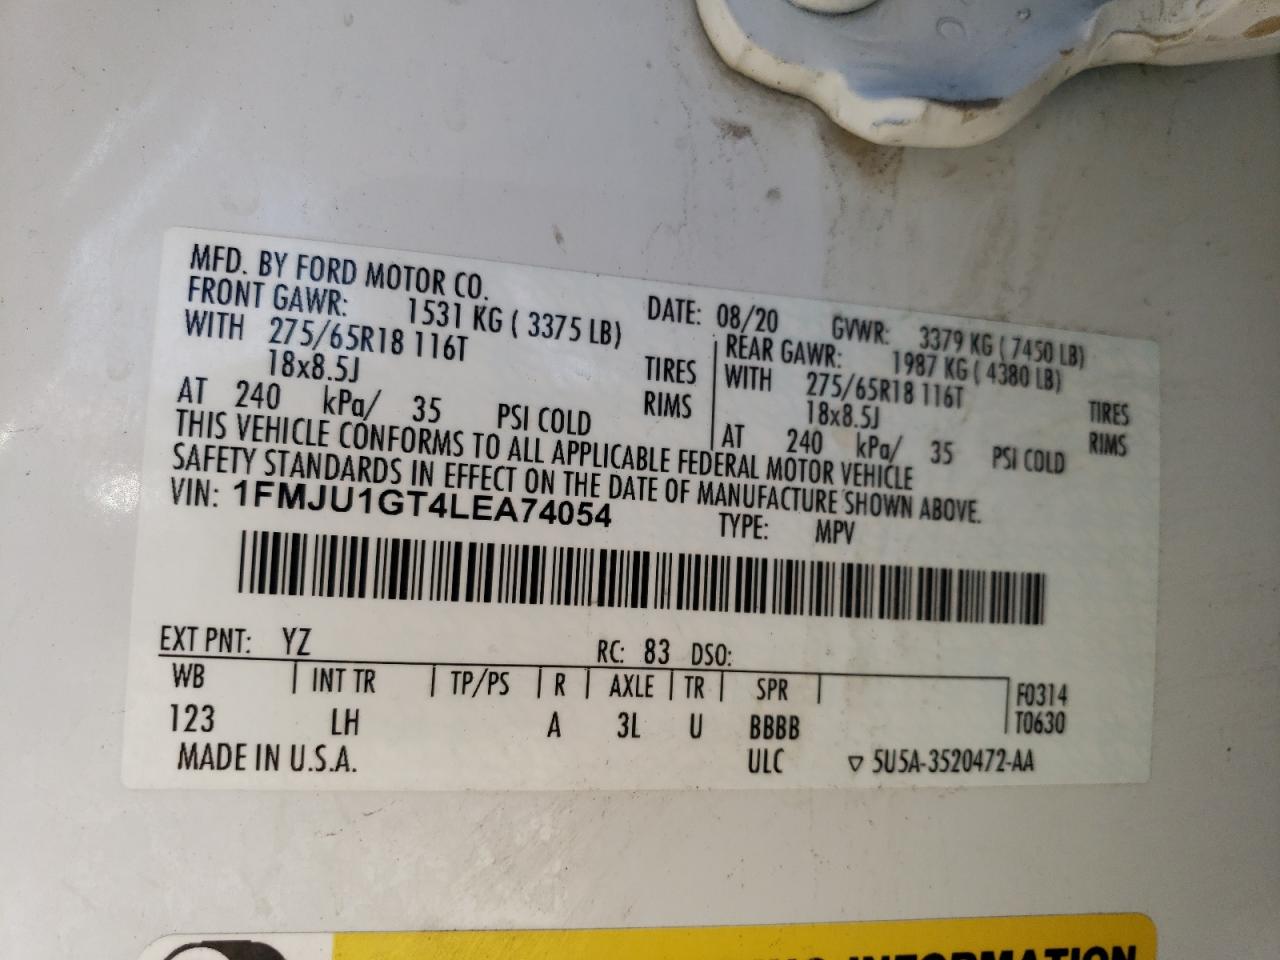 MFD. BY FORD MOTOR CO.
DATE: 08/20 GVWR: 3379 KG ( 7450 LB)
FRONT GAWR: 1531 KG ( 3375 LB)
WITH 275/65R18 116T TIRES
18x8.5J RIMS
AT 240 kPa/ 35 PSI COLD
REAR GAWR: 1987 KG ( 4380 LB)
WITH 275/65R18 116T TIRES
18x8.5J RIMS
AT 240 kPa/ 35 PSI COLD
THIS VEHICLE CONFORMS TO ALL APPLICABLE FEDERAL MOTOR VEHICLE
SAFETY STANDARDS IN EFFECT ON THE DATE OF MANUFACTURE SHOWN ABOVE.
VIN: 1FMJU1GT4LEA74054 TYPE: MPV
EXT PNT: YZ RC: 83 DSO:
WB INT TR TP/PS R AXLE TR SPR F0314
123 LH A 3L U BBBB T0630
MADE IN U.S.A. ULC ▽ 5U5A-3520472-AA
INFORMATION